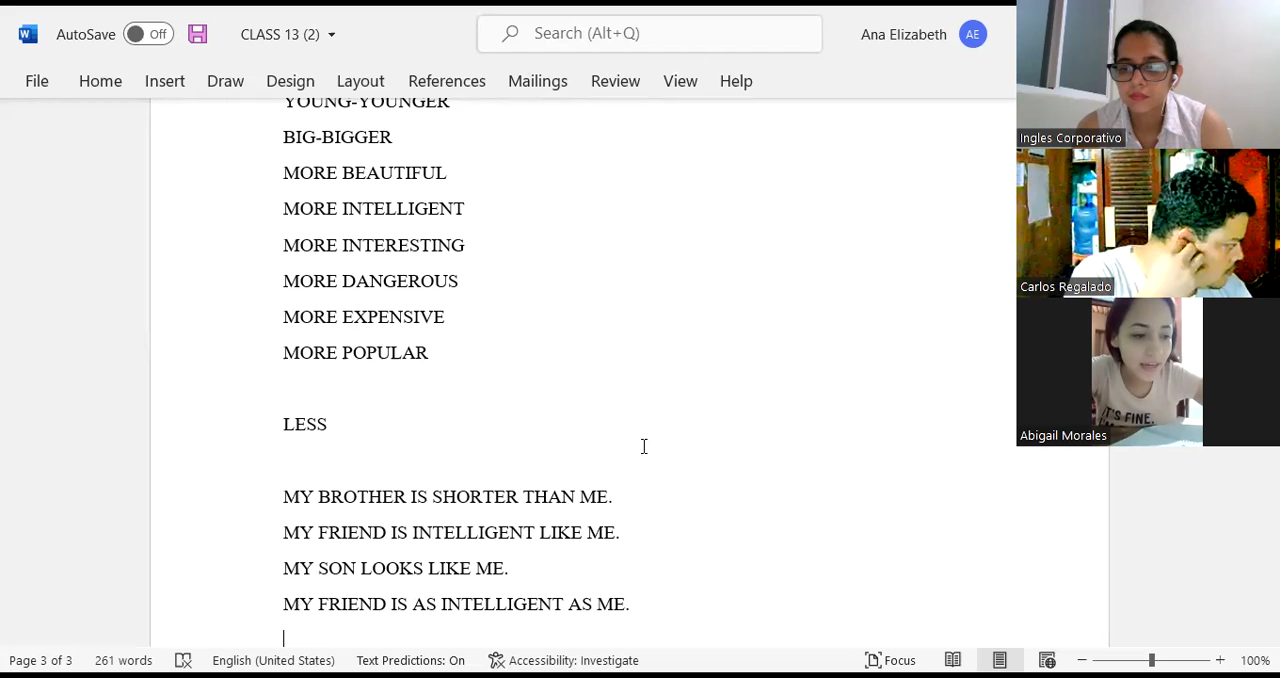 AutoSave Off CLASS 13 (2) Search (Alt+Q) Ana Elizabeth AE
File Home Insert Draw Design Layout References Mailings Review View Help
YOUNG-YOUNGER
BIG-BIGGER
MORE BEAUTIFUL
MORE INTELLIGENT
MORE INTERESTING
MORE DANGEROUS
MORE EXPENSIVE
MORE POPULAR
LESS
MY BROTHER IS SHORTER THAN ME.
MY FRIEND IS INTELLIGENT LIKE ME.
MY SON LOOKS LIKE ME.
MY FRIEND IS AS INTELLIGENT AS ME.
Page 3 of 3 261 words English (United States) Text Predictions: On Accessibility: Investigate Focus 100%
Ingles Corporativo
Carlos Regalado
IT'S FINE.
Abigail Morales